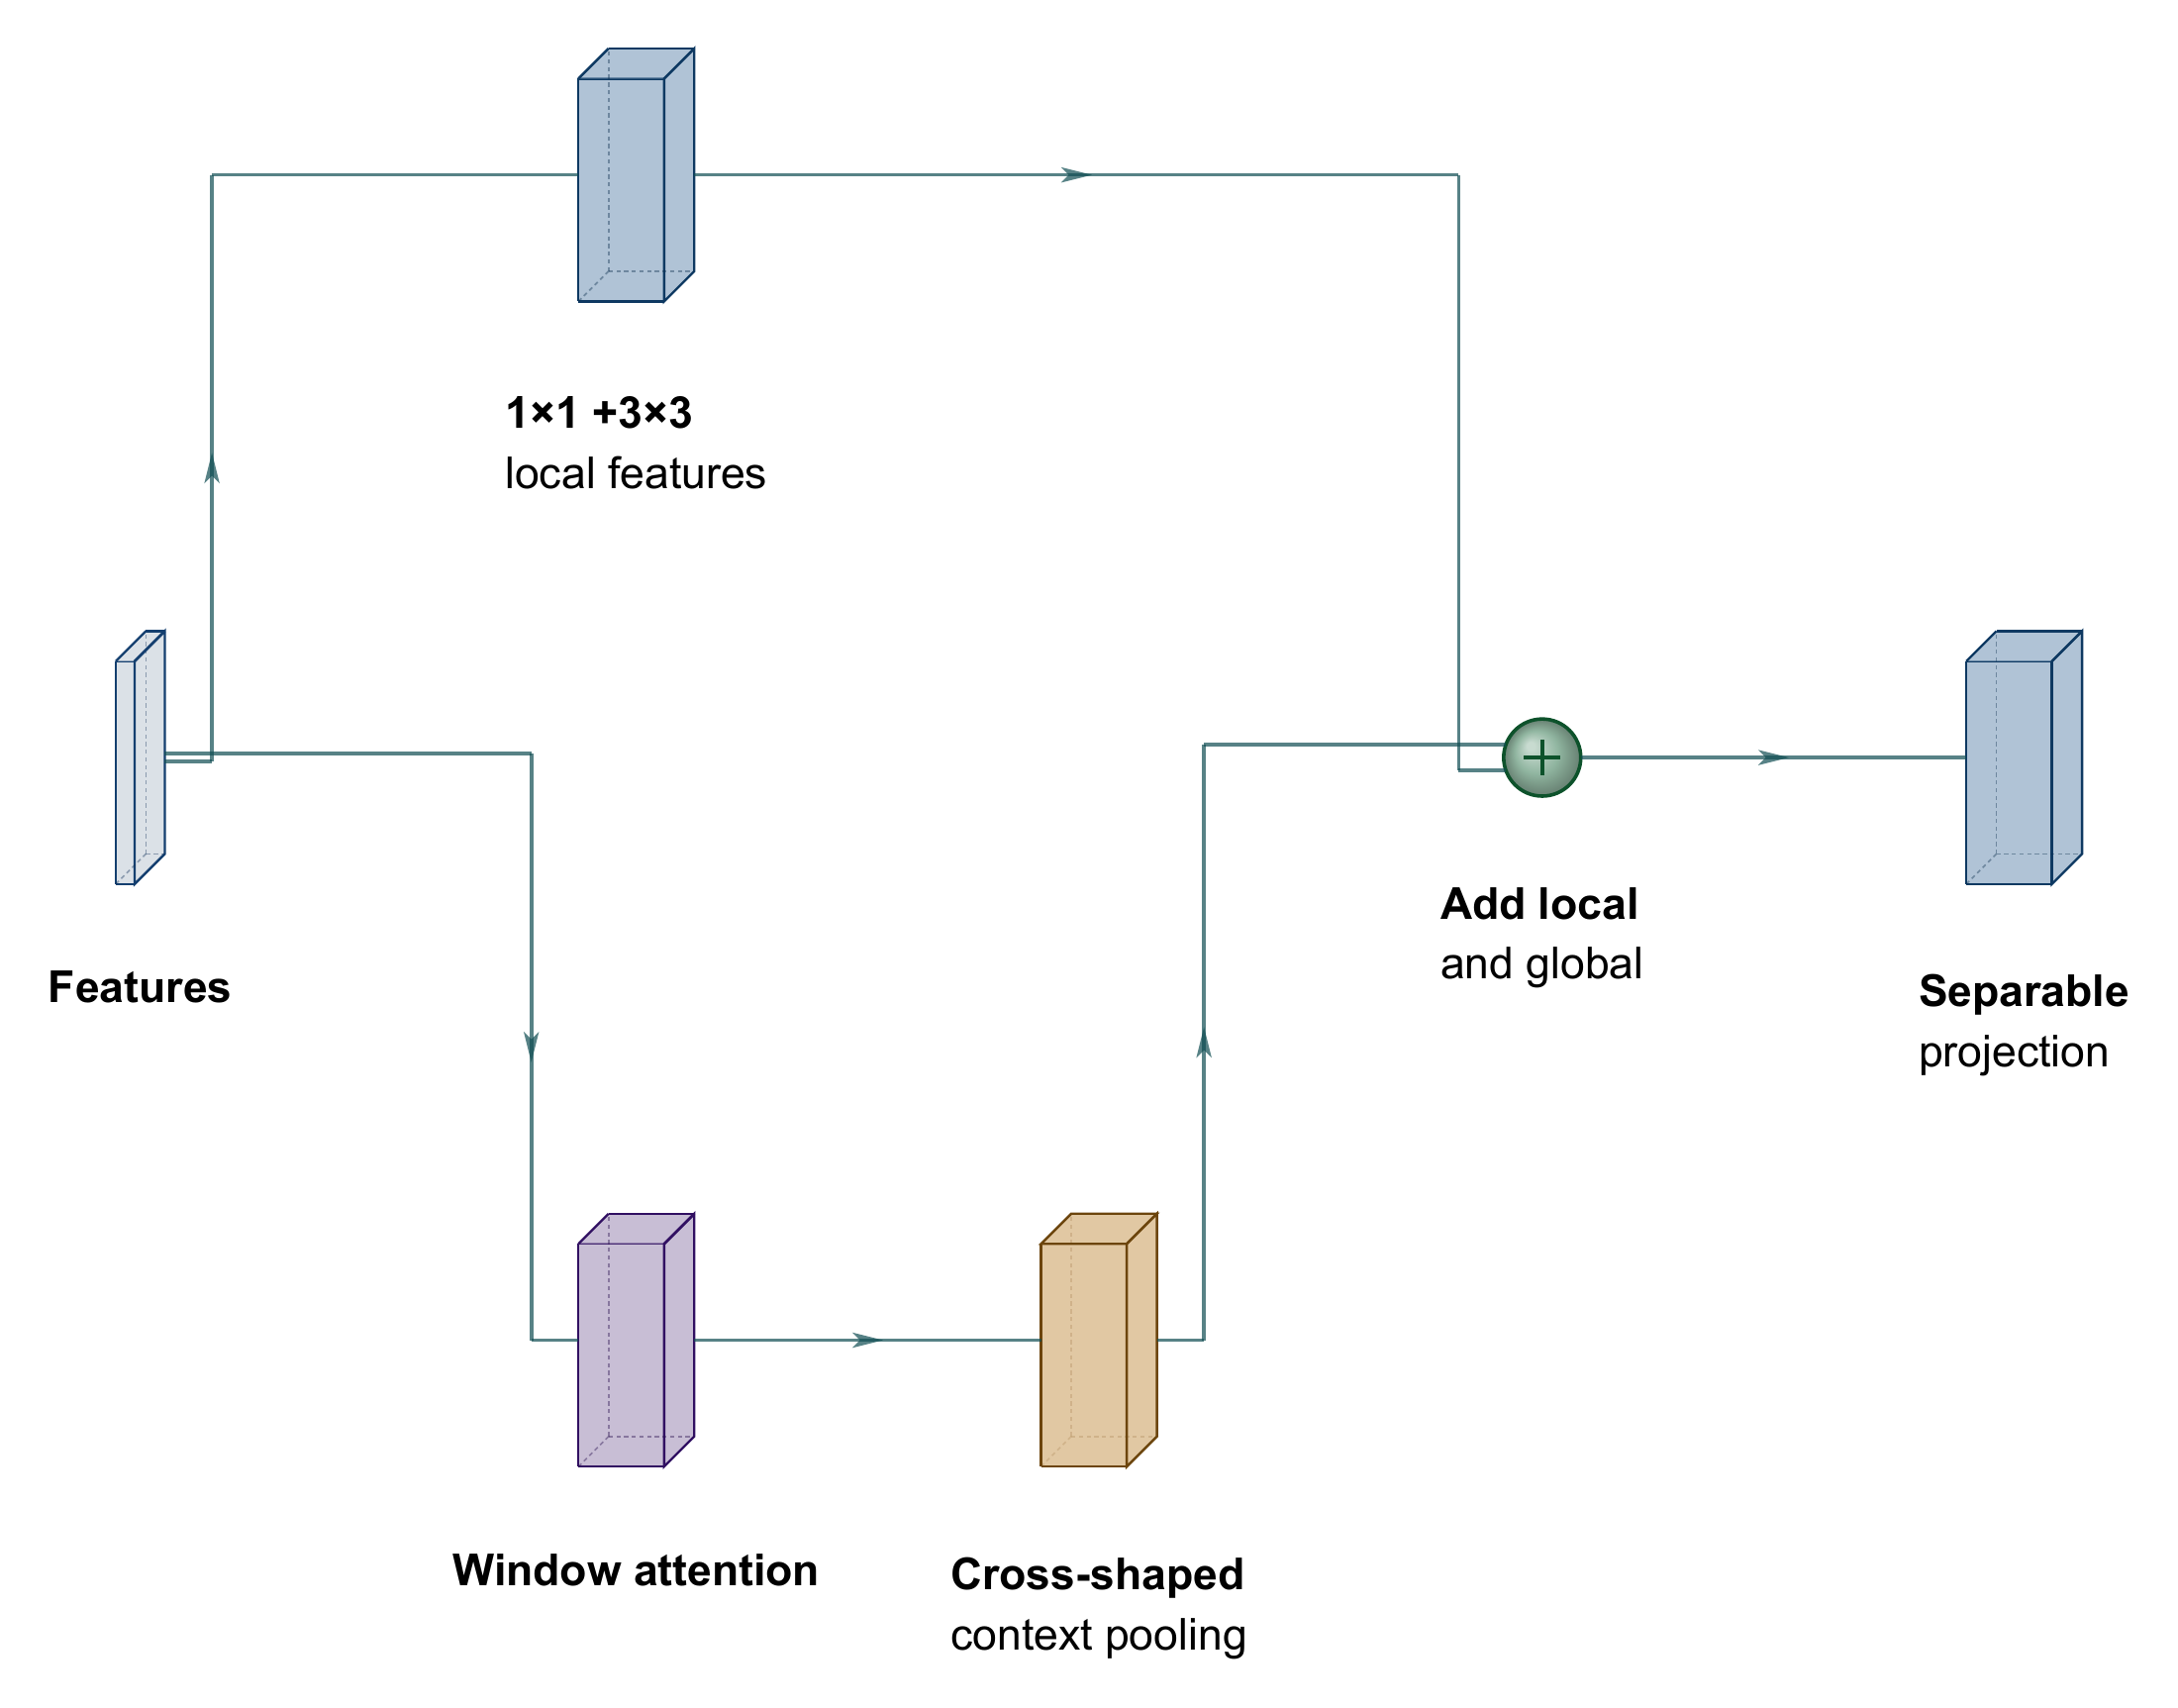 1×1 +3×3
local features
Features
Add local
and global
Separable
projection
Window attention
Cross-shaped
context pooling